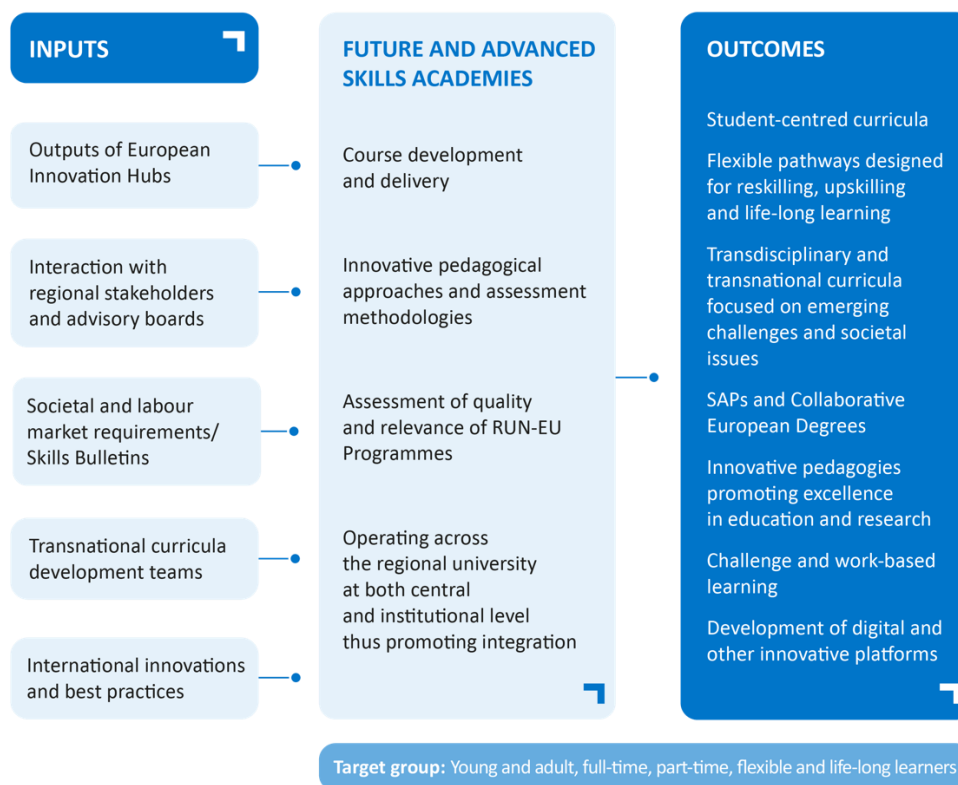 INPUTS
Outputs of European
Innovation Hubs
Interaction with
regional stakeholders
and advisory boards
Societal and labour
market requirements/
Skills Bulletins
Transnational curricula
development teams
International innovations
and best practices
FUTURE AND ADVANCED
SKILLS ACADEMIES
Course development
and delivery
Innovative pedagogical
approaches and assessment
methodologies
Assessment of quality
and relevance of RUN-EU
Programmes
Operating across
the regional university
at both central
and institutional level
thus promoting integration
OUTCOMES
Student-centred curricula
Flexible pathways designed
for reskilling, upskilling
and life-long learning
Transdisciplinary and
transnational curricula
focused on emerging
challenges and societal
issues
SAPs and Collaborative
European Degrees
Innovative pedagogies
promoting excellence
in education and research
Challenge and work-based
learning
Development of digital and
other innovative platforms
Target group: Young and adult, full-time, part-time, flexible and life-long learners